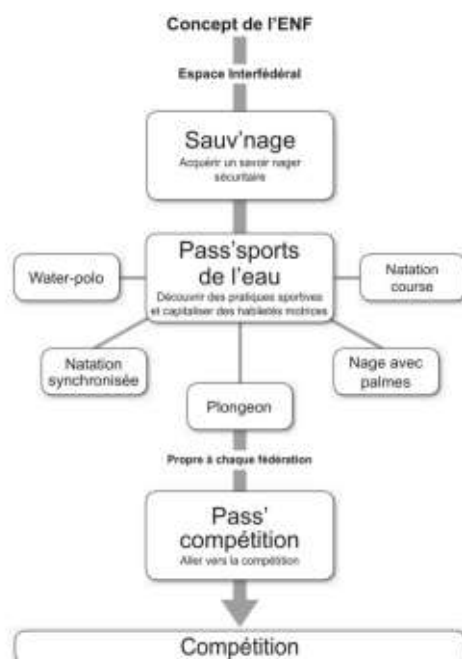 Concept de l'ENF
Espace Interfédéral
Sauv'nage
Acquérir un savoir nager
sécuritaire
Pass'sports
de l'eau
Découvrir des pratiques sportives
et capitaliser des habiletés motrices
Water-polo
Natation
course
Natation
synchronisée
Nage avec
palmes
Plongeon
Propre à chaque fédération
Pass'
compétition
Aller vers la compétition
Compétition